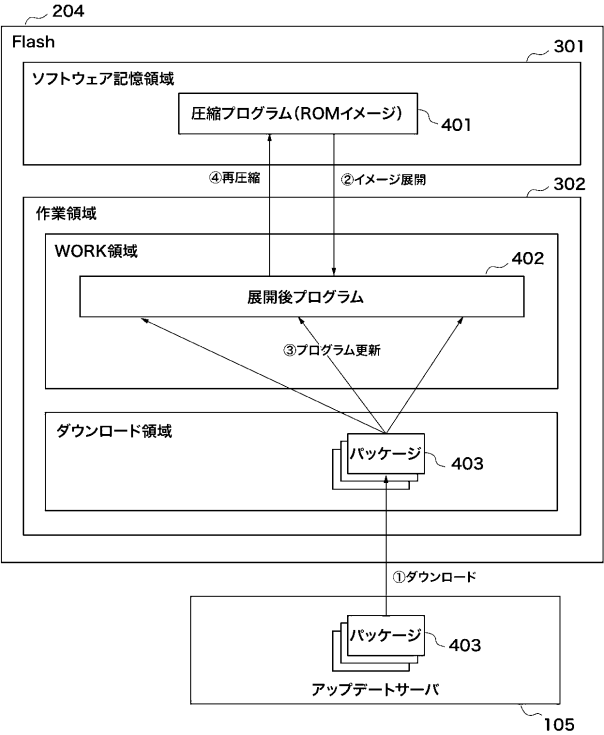 204
Flash
301
ソフトウェア記憶領域
圧縮プログラム(ROMイメージ)
401
④再圧縮
②イメージ展開
302
作業領域
WORK領域
402
展開後プログラム
③プログラム更新
ダウンロード領域
パッケージ
403
①ダウンロード
パッケージ
403
アップデートサーバ
105